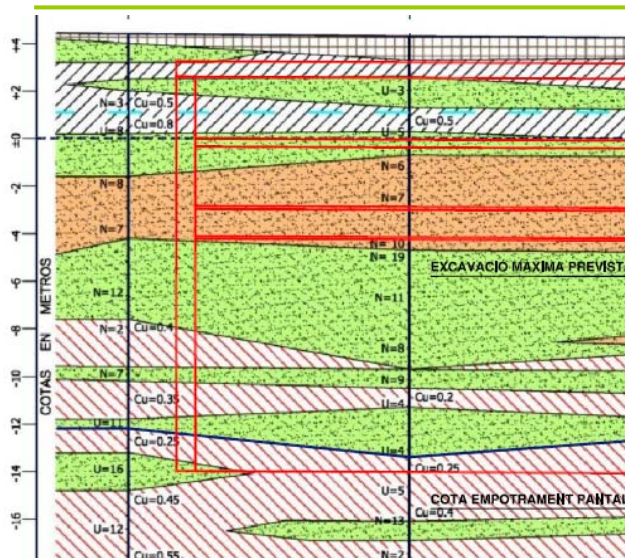 +4
+2
±0
-2
-4
-6
-8
-10
-12
-14
-16
COTAS EN METROS
N=3 Cu=0.5
U=8 Cu=0.8
N=8
N=7
N=12
N=2 Cu=0.4
N=7
Cu=0.35
U=11
Cu=0.25
U=16
Cu=0.45
U=12
Cu=0.55
U=3
U=5 Cu=0.5
N=6
N=7
N=10
N=19
EXCAVACIO MAXIMA PREVIST
N=11
N=8
N=9
U=4 Cu=0.2
U=4
Cu=0.25
U=5
COTA EMPOTRAMENT PANTAL
N=13 Cu=0.4
N=2